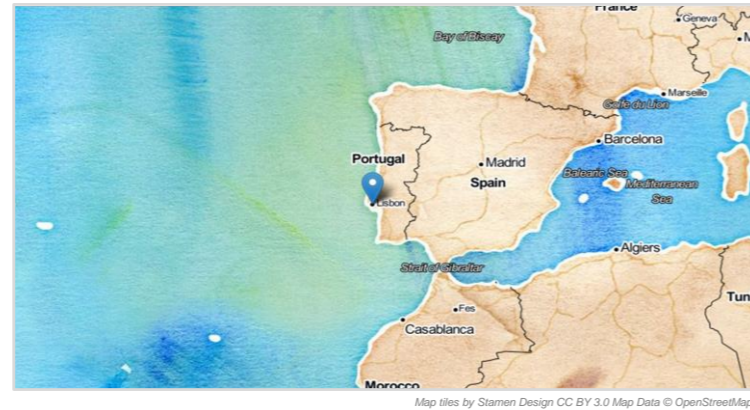 France
Geneva
Bay of Biscay
Marseille
Golfe du Lion
Barcelona
Portugal
Madrid
Balearic Sea
Spain
Mediterranean
Sea
Lisbon
Algiers
Strait of Gibraltar
Tun
Fes
Casablanca
Morocco
Map tiles by Stamen Design CC BY 3.0 Map Data © OpenStreetMap